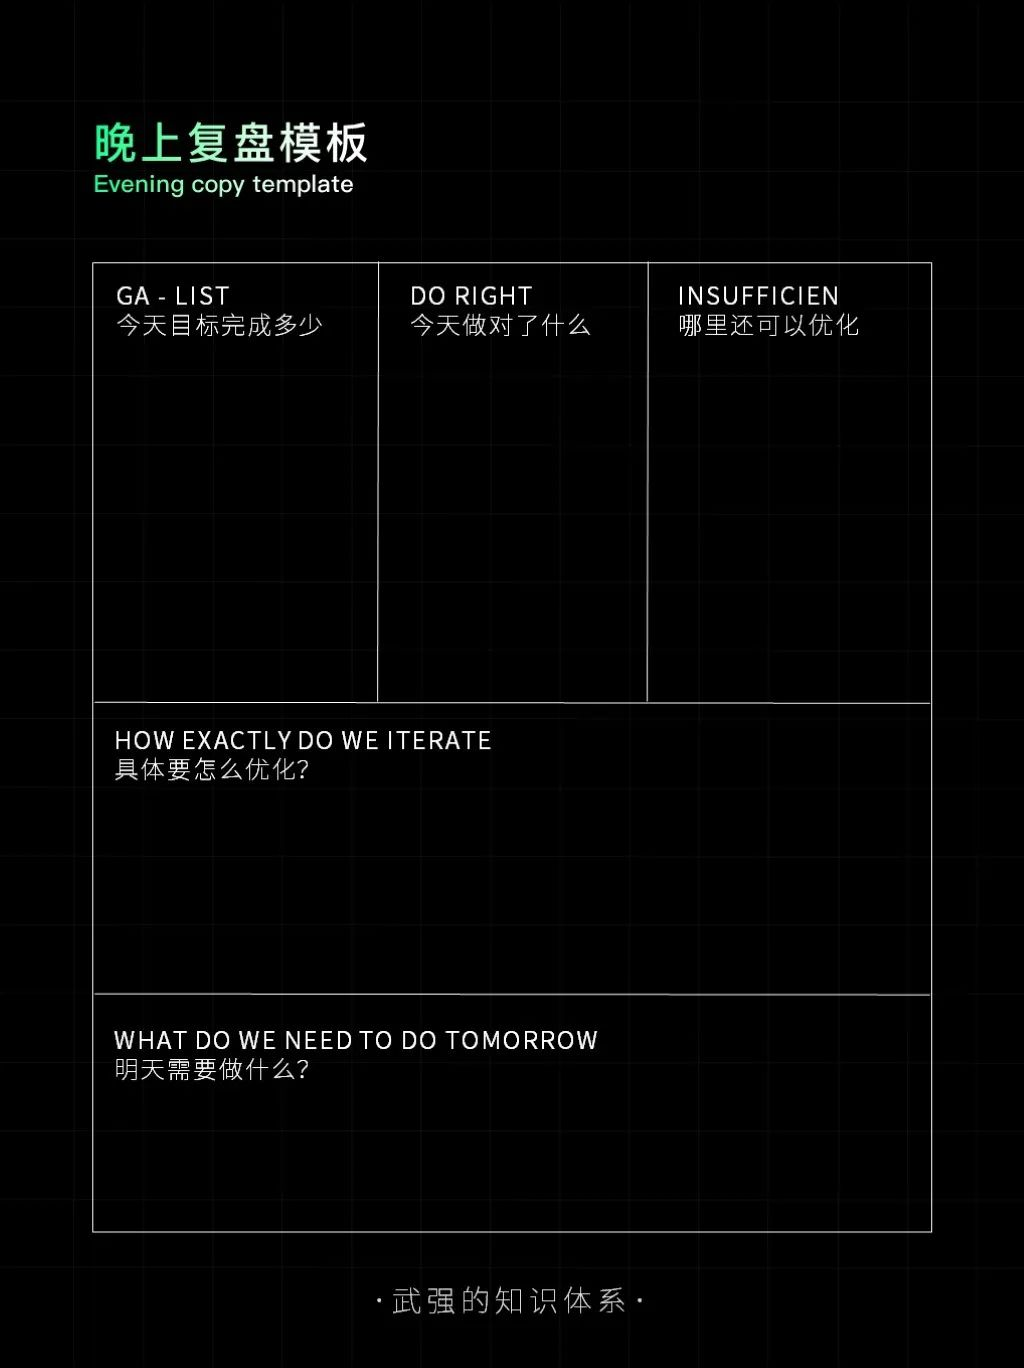 晚上复盘模板
Evening copy template
GA - LIST
今天目标完成多少
DO RIGHT
今天做对了什么
INSUFFICIEN
哪里还可以优化
HOW EXACTLY DO WE ITERATE
具体要怎么优化?
WHAT DO WE NEED TO DO TOMORROW
明天需要做什么?
·武强的知识体系·